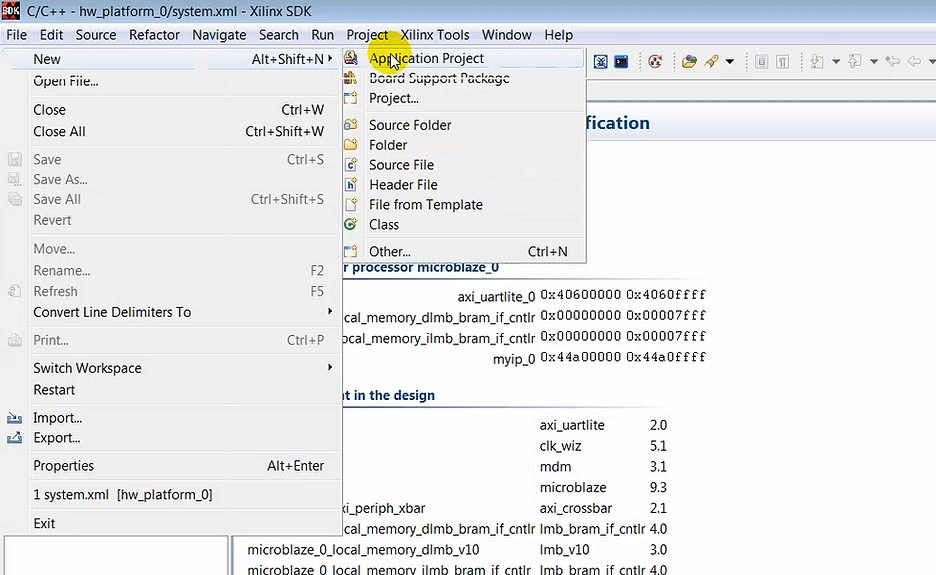 SDK C/C++ - hw_platform_0/system.xml - Xilinx SDK
File Edit Source Refactor Navigate Search Run Project Xilinx Tools Window Help
New Alt+Shift+N
Open File...
Close Ctrl+W
Close All Ctrl+Shift+W
Save Ctrl+S
Save As...
Save All Ctrl+Shift+S
Revert
Move...
Rename... F2
Refresh F5
Convert Line Delimiters To
Print... Ctrl+P
Switch Workspace
Restart
Import...
Export...
Properties Alt+Enter
1 system.xml [hw_platform_0]
Exit
Application Project
Board Support Package
Project...
Source Folder
Folder
Source File
Header File
File from Template
Class
Other... Ctrl+N
fication
r processor microblaze_0
axi_uartlite_0 0x40600000 0x4060ffff
cal_memory_dlmb_bram_if_cntlr 0x00000000 0x00007fff
ocal_memory_ilmb_bram_if_cntlr 0x00000000 0x00007fff
myip_0 0x44a00000 0x44a0ffff
t in the design
axi_uartlite 2.0
clk_wiz 5.1
mdm 3.1
microblaze 9.3
xi_periph_xbar axi_crossbar 2.1
cal_memory_dlmb_bram_if_cntlr lmb_bram_if_cntlr 4.0
microblaze_0_local_memory_dlmb_v10 lmb_v10 3.0
microblaze_0_local_memory_ilmb_bram_if_cntlr lmb_bram_if_cntlr 4.0